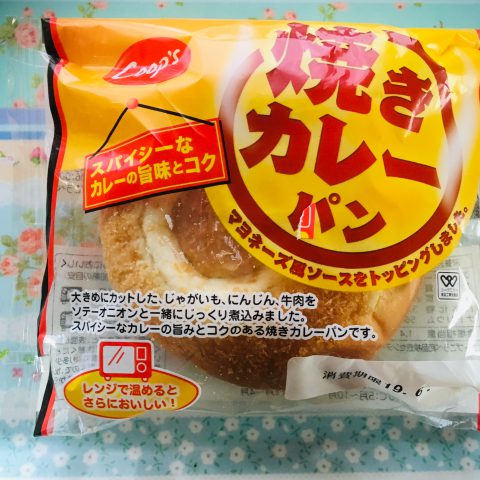 Loop's
焼き
カレー
パン
マヨネーズ風ソースをトッピングしました。
スパイシーな
カレーの旨味とコク
大きめにカットした、じゃがいも、にんじん、牛肉を
ソテーオニオンと一緒にじっくり煮込みました。
スパイシーなカレーの旨みとコクのある焼きカレーパンです。
レンジで温めると
さらにおいしい!
消費期限 19.